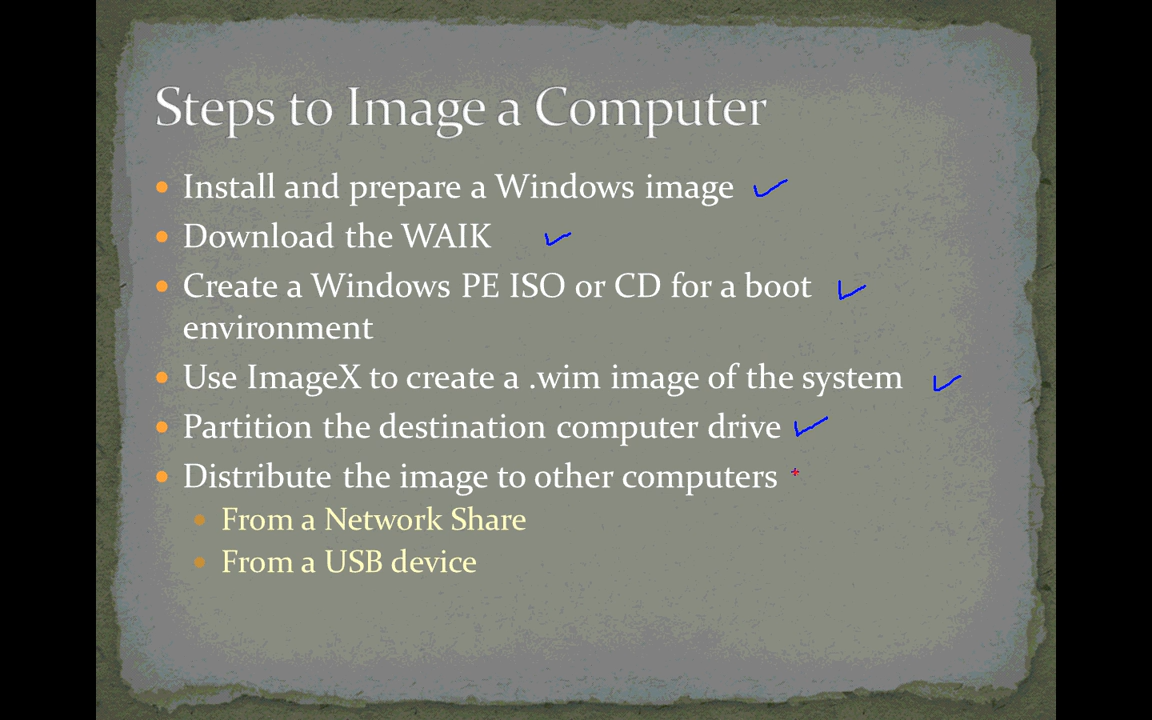 Steps to Image a Computer
Install and prepare a Windows image
Download the WAIK
Create a Windows PE ISO or CD for a boot
environment
Use ImageX to create a .wim image of the system
Partition the destination computer drive
Distribute the image to other computers
From a Network Share
From a USB device